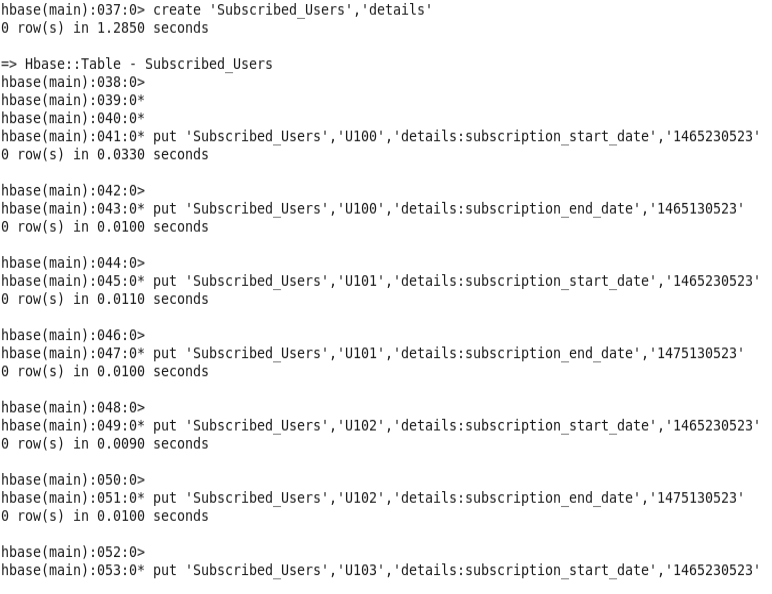 hbase(main):037:0> create 'Subscribed_Users','details'
0 row(s) in 1.2850 seconds

=> Hbase::Table - Subscribed_Users
hbase(main):038:0>
hbase(main):039:0*
hbase(main):040:0*
hbase(main):041:0* put 'Subscribed_Users','U100','details:subscription_start_date','1465230523'
0 row(s) in 0.0330 seconds

hbase(main):042:0>
hbase(main):043:0* put 'Subscribed_Users','U100','details:subscription_end_date','1465130523'
0 row(s) in 0.0100 seconds

hbase(main):044:0>
hbase(main):045:0* put 'Subscribed_Users','U101','details:subscription_start_date','1465230523'
0 row(s) in 0.0110 seconds

hbase(main):046:0>
hbase(main):047:0* put 'Subscribed_Users','U101','details:subscription_end_date','1475130523'
0 row(s) in 0.0100 seconds

hbase(main):048:0>
hbase(main):049:0* put 'Subscribed_Users','U102','details:subscription_start_date','1465230523'
0 row(s) in 0.0090 seconds

hbase(main):050:0>
hbase(main):051:0* put 'Subscribed_Users','U102','details:subscription_end_date','1475130523'
0 row(s) in 0.0100 seconds

hbase(main):052:0>
hbase(main):053:0* put 'Subscribed_Users','U103','details:subscription_start_date','1465230523'